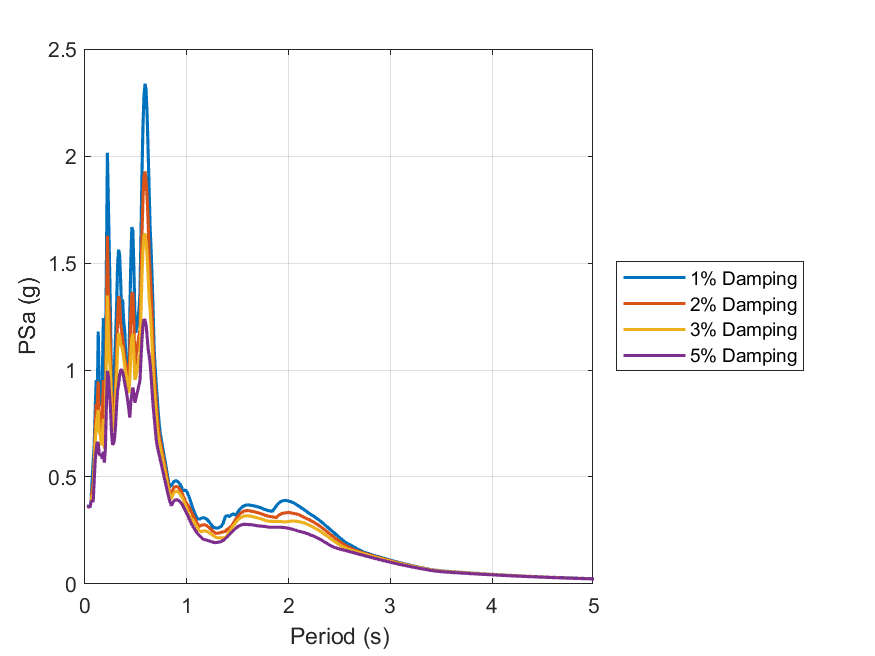 2.5
2
1.5
1
0.5
0
0 1 2 3 4 5
PSa (g)
Period (s)
1% Damping
2% Damping
3% Damping
5% Damping